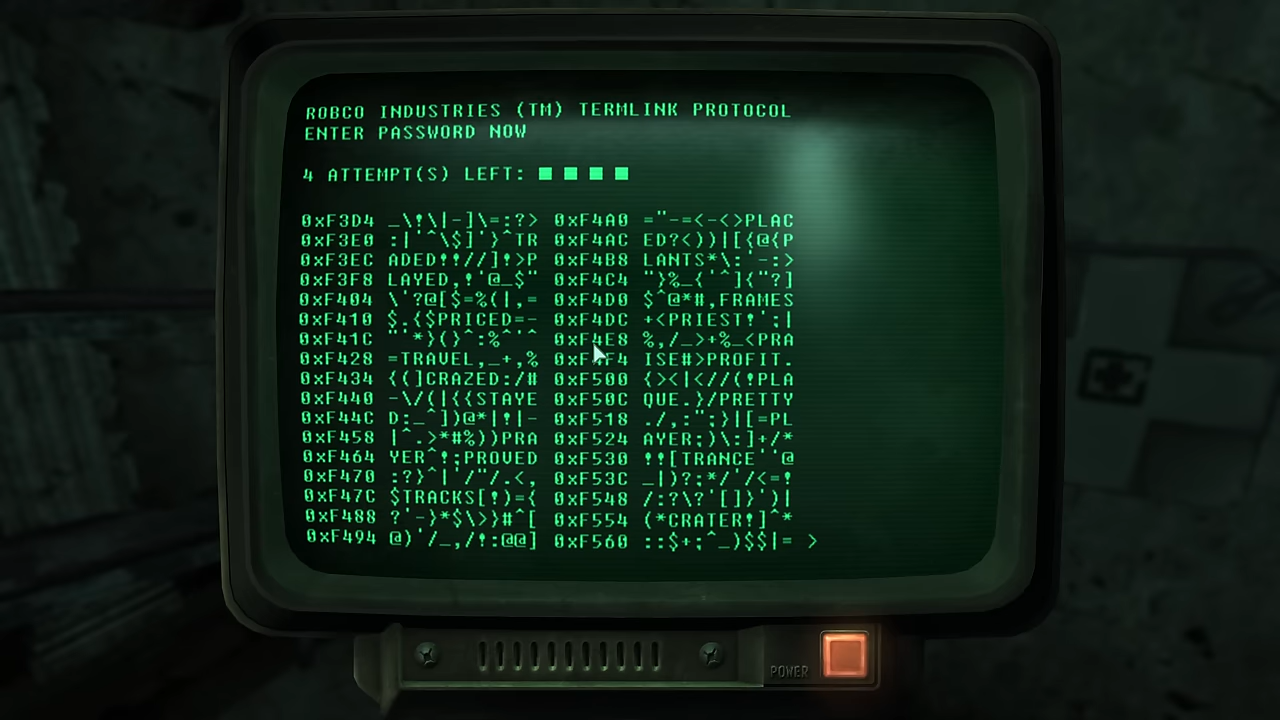 ROBCO INDUSTRIES (TM) TERMLINK PROTOCOL
ENTER PASSWORD NOW
4 ATTEMPT(S) LEFT: ■ ■ ■ ■
0xF3D4 _\!\|-]\=:?> 0xF4A0 ="-=<-<>PLAC
0xF3E0 :|'^\$]'}^TR 0xF4AC ED?<))|[{@{P
0xF3EC ADED!!//]!>P 0xF4B8 LANTS*\:'-:>
0xF3F8 LAYED,!'@_$" 0xF4C4 "}%_{'^]{"?]
0xF404 \'?@[$=%(|,= 0xF4D0 $^@*#,FRAMES
0xF410 $.{$PRICED=- 0xF4DC +<PRIEST!';|
0xF41C "'*}(}^:%^'^ 0xF4E8 %,/_>+%_<PRA
0xF428 =TRAVEL,_+,% ISE#>PROFIT.
0xF434 {(]CRAZED:/# 0xF500 {><|<//(!PLA
0xF440 -\/(|{{STAYE 0xF50C QUE.}/PRETTY
0xF44C D:_^])@*|!|- 0xF518 ./,:";}|[=PL
0xF458 |^.>*#%))PRA 0xF524 AYER;)\:]+/*
0xF464 YER^!;PROVED 0xF530 !![TRANCE''@
0xF470 :?}^|'/"/.<, 0xF53C _|)?;*/'/<=!
0xF47C $TRACKS[!)={ 0xF548 /:?\?'[]}')|
0xF488 ?'-}*$\>}#^[ 0xF554 (*CRATER!]^*
0xF494 @)'/_,/!:@@] 0xF560 ::$+;^_)$$|= >
POWER